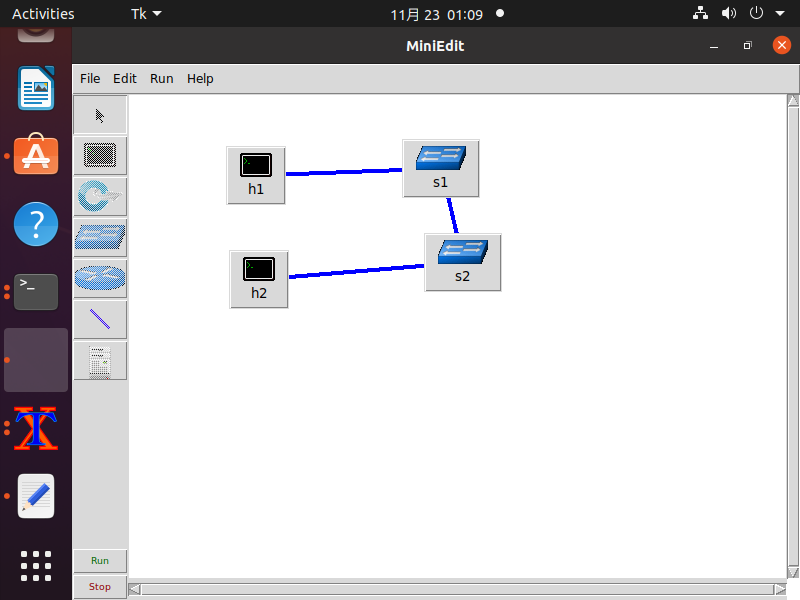 Activities
Tk
11月 23 01:09
MiniEdit
File Edit Run Help
h1
s1
h2
s2
Run
Stop